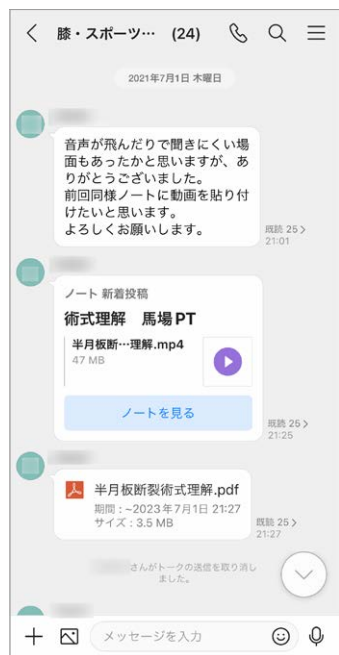 膝・スポーツ… (24)
2021年7月1日 木曜日
音声が飛んだりで聞きにくい場
面もあったかと思いますが、あ
りがとうございました。
前回同様ノートに動画を貼り付
けたいと思います。
よろしくお願いします。
既読 25
21:01
ノート 新着投稿
術式理解 馬場PT
半月板断…理解.mp4
47 MB
ノートを見る
既読 25
21:25
半月板断裂術式理解.pdf
期間 : ~2023年7月1日 21:27
サイズ : 3.5 MB
既読 25
21:27
さんがトークの送信を取り消し
ました。
メッセージを入力